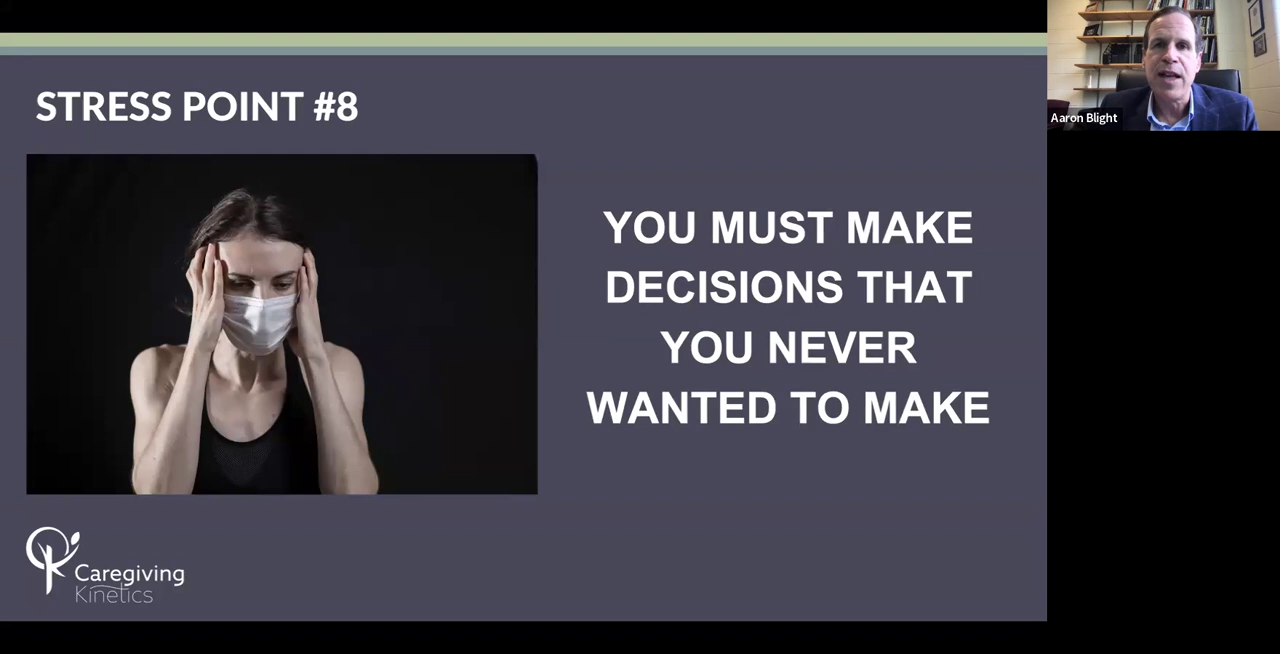 STRESS POINT #8
YOU MUST MAKE
DECISIONS THAT
YOU NEVER
WANTED TO MAKE
Caregiving
Kinetics
Aaron Blight